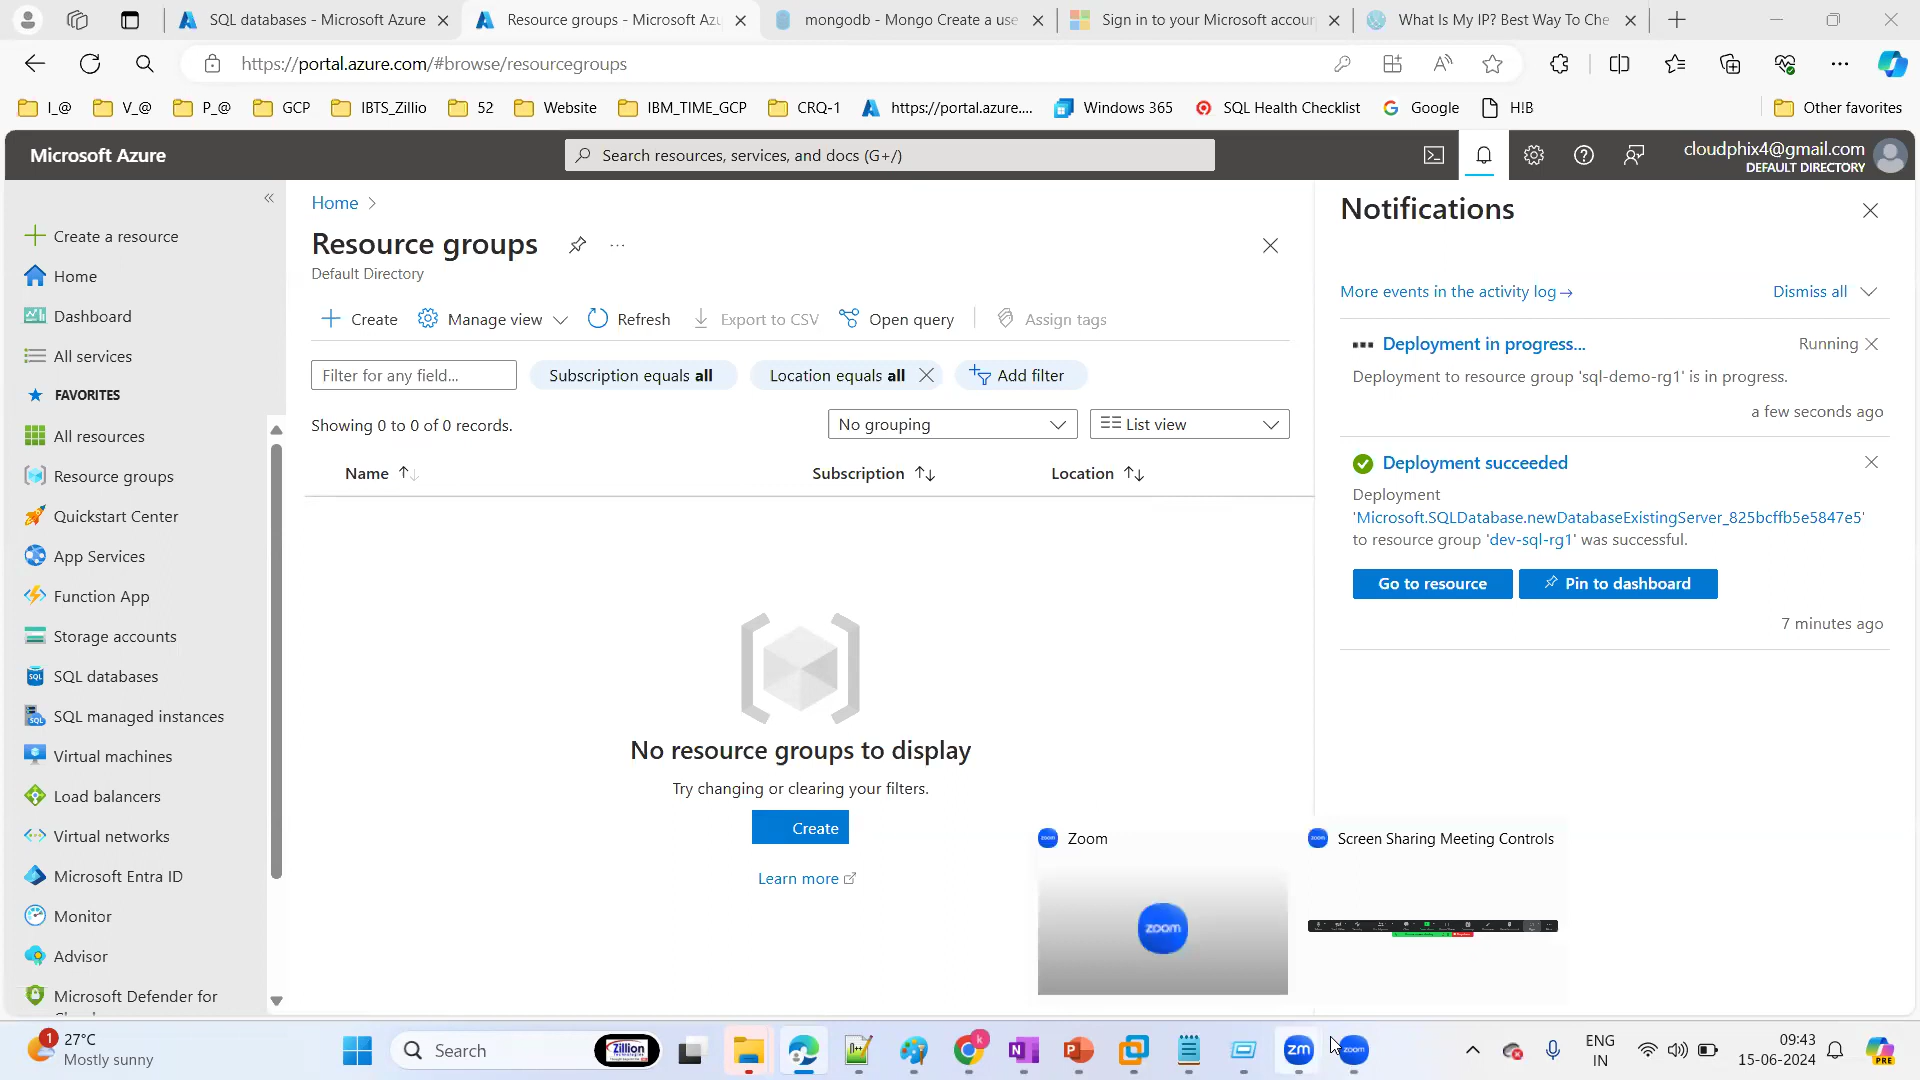 SQL databases - Microsoft Azure
Resource groups - Microsoft Azu
mongodb - Mongo Create a use
Sign in to your Microsoft accoun
What Is My IP? Best Way To Che
https://portal.azure.com/#browse/resourcegroups
I_@
V_@
P_@
GCP
IBTS_Zillio
52
Website
IBM_TIME_GCP
CRQ-1
https://portal.azure....
Windows 365
SQL Health Checklist
Google
H!B
Other favorites
Microsoft Azure
Search resources, services, and docs (G+/)
cloudphix4@gmail.com
DEFAULT DIRECTORY
Create a resource
Home
Dashboard
All services
FAVORITES
All resources
Resource groups
Quickstart Center
App Services
Function App
Storage accounts
SQL databases
SQL managed instances
Virtual machines
Load balancers
Virtual networks
Microsoft Entra ID
Monitor
Advisor
Microsoft Defender for
Home
Resource groups
Default Directory
Create
Manage view
Refresh
Export to CSV
Open query
Assign tags
Filter for any field...
Subscription equals all
Location equals all
Add filter
Showing 0 to 0 of 0 records.
No grouping
List view
Name
Subscription
Location
No resource groups to display
Try changing or clearing your filters.
Create
Learn more
Notifications
More events in the activity log
Dismiss all
Deployment in progress...
Running
Deployment to resource group 'sql-demo-rg1' is in progress.
a few seconds ago
Deployment succeeded
Deployment
'Microsoft.SQLDatabase.newDatabaseExistingServer_825bcffb5e5847e5'
to resource group 'dev-sql-rg1' was successful.
Go to resource
Pin to dashboard
7 minutes ago
Zoom
Screen Sharing Meeting Controls
zoom
1
27°C
Mostly sunny
Search
Zillion
k
zm
zoom
ENG
IN
09:43
15-06-2024
PRE